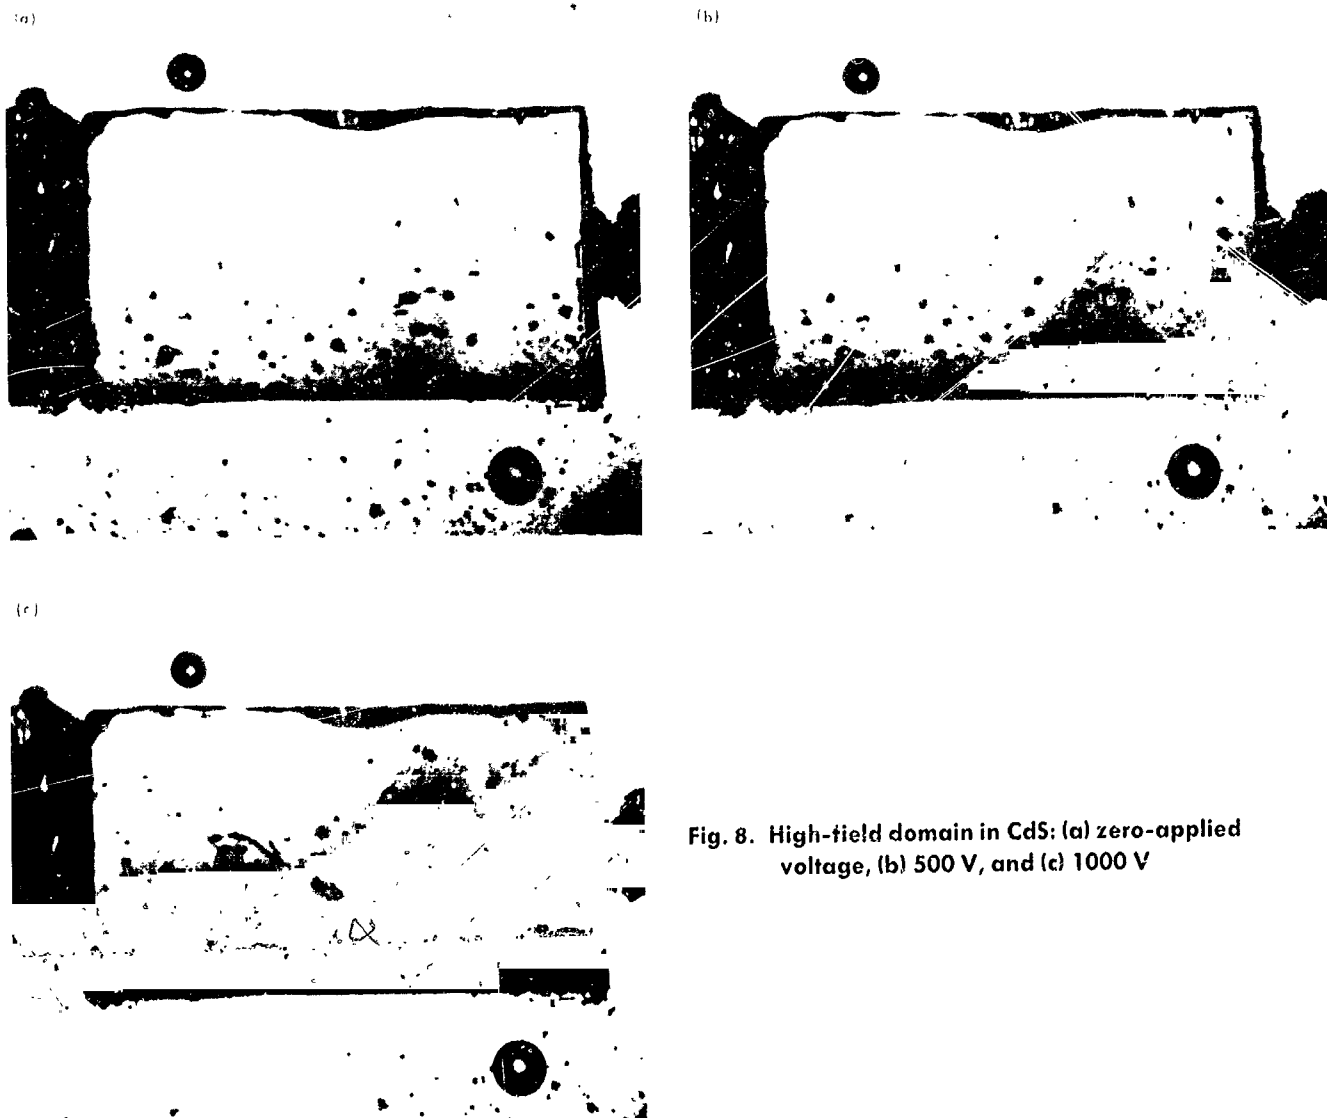 (a)
(b)
(c)
Fig. 8. High-field domain in CdS: (a) zero-applied
voltage, (b) 500 V, and (c) 1000 V